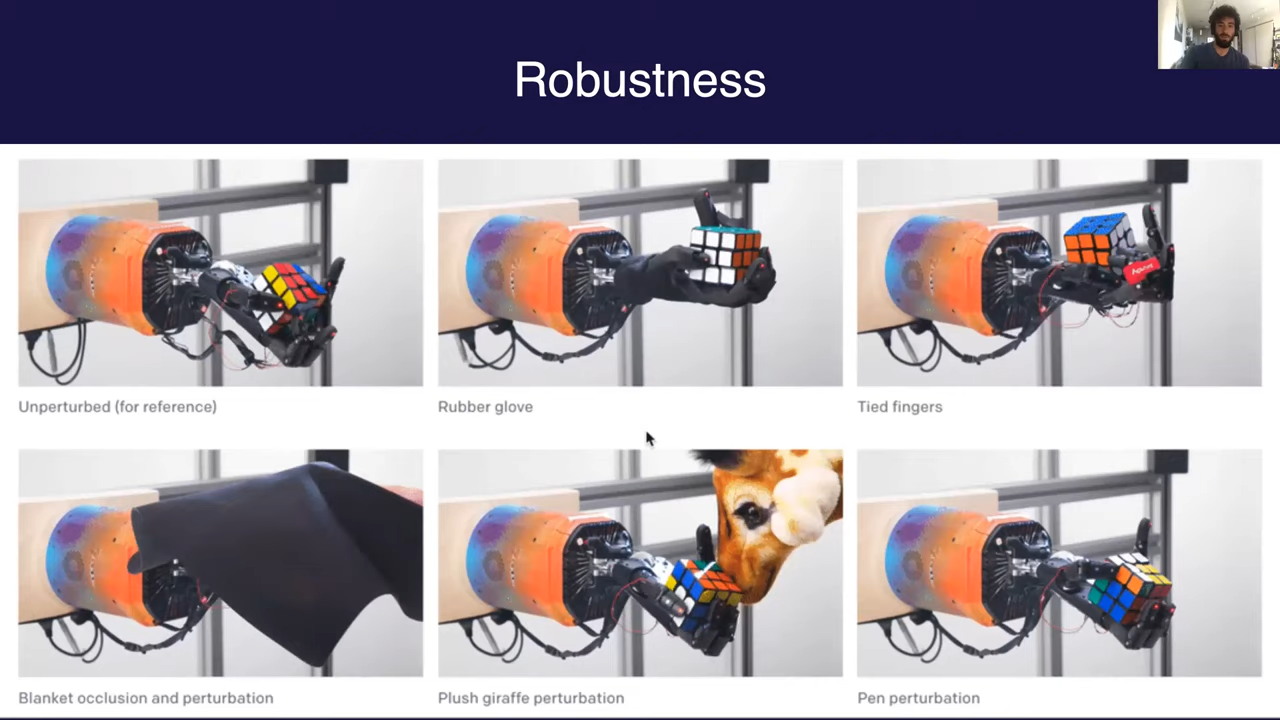 Robustness
Unperturbed (for reference)
Rubber glove
Tied fingers
Blanket occlusion and perturbation
Plush giraffe perturbation
Pen perturbation